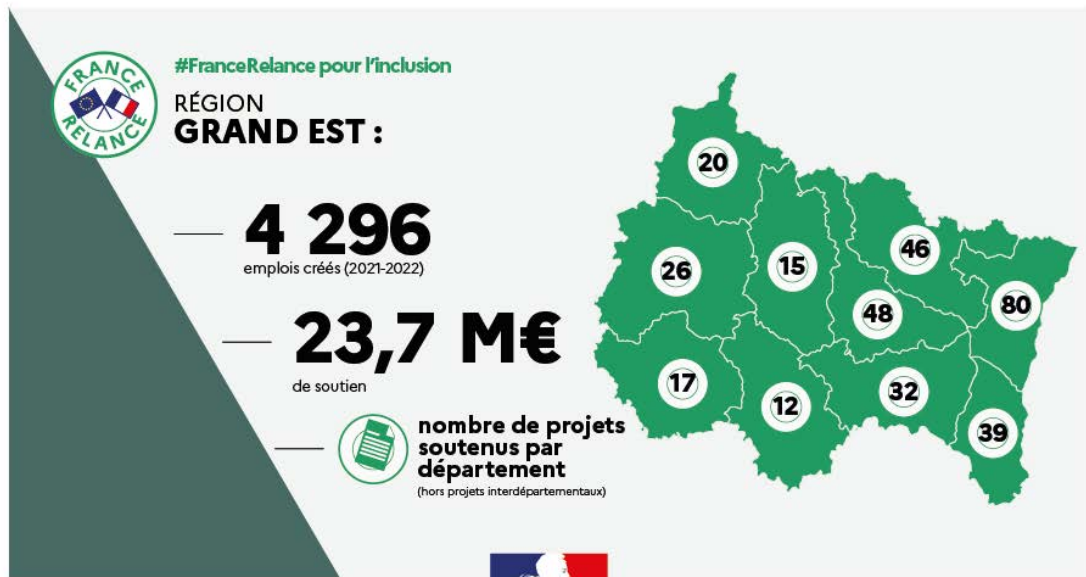 FRANCE
RELANCE
#FranceRelance pour l'inclusion
RÉGION
GRAND EST :
4 296
emplois créés (2021-2022)
23,7 M€
de soutien
nombre de projets
soutenus par
département
(hors projets interdépartementaux)
20
46
26
15
80
48
17
32
12
39